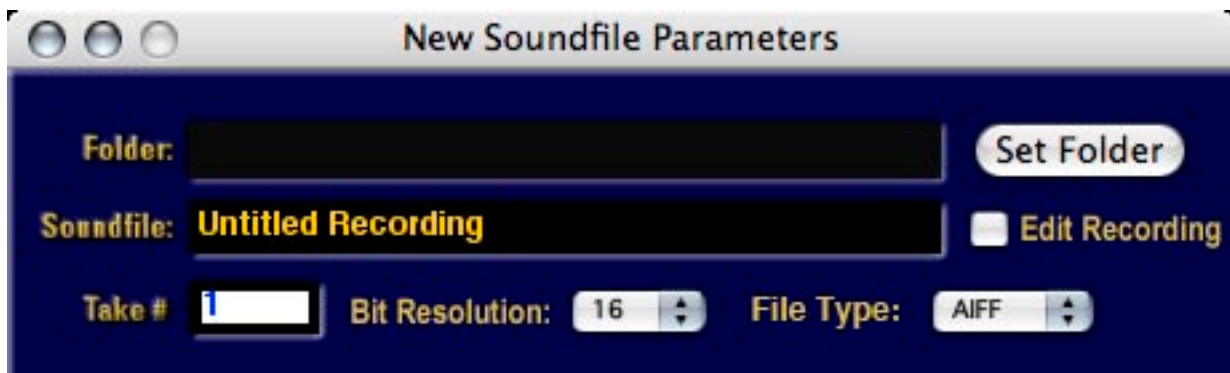 New Soundfile Parameters
Folder: Set Folder
Soundfile: Untitled Recording Edit Recording
Take # 1 Bit Resolution: 16 File Type: AIFF